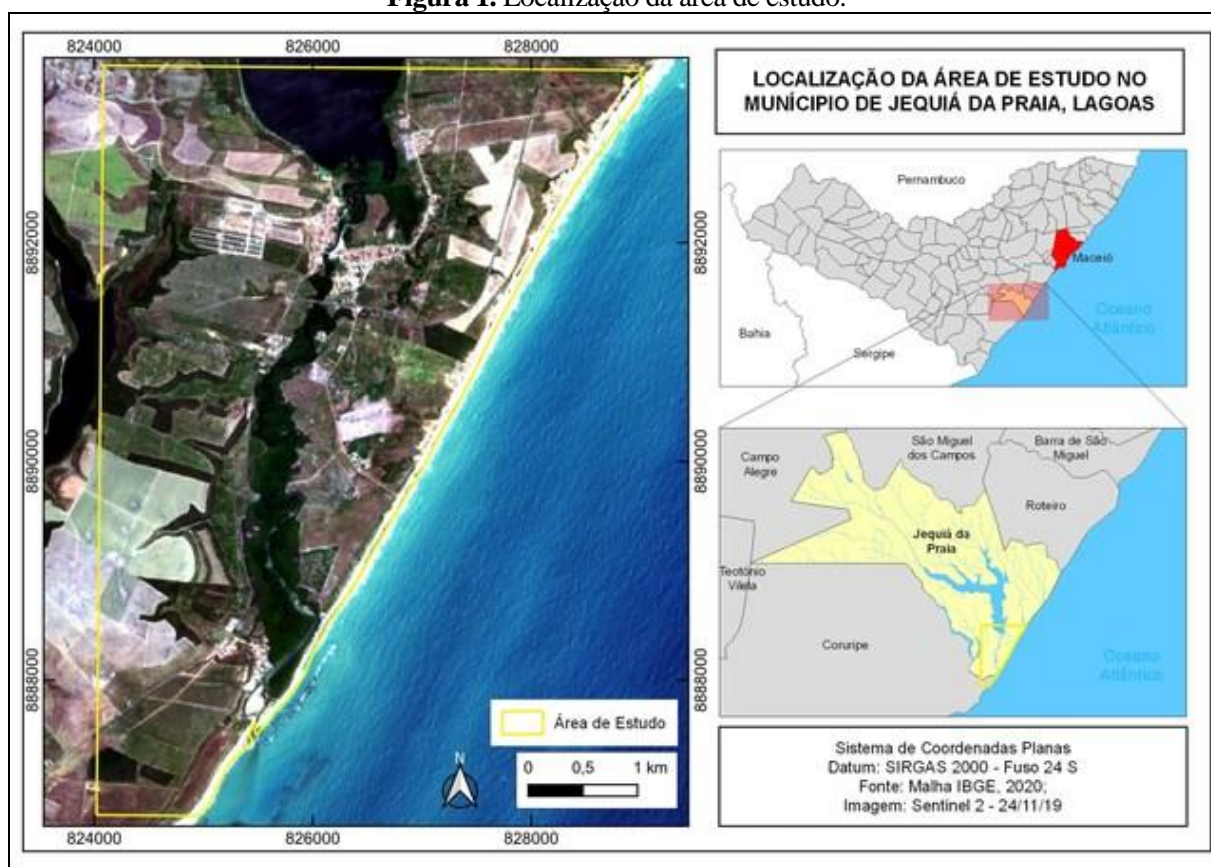 Figura 1. Localização da área de estudo.
824000
826000
828000
8892000
8890000
8888000
8892000
8890000
8888000
Área de Estudo
N
0 0,5 1 km
824000
826000
828000
LOCALIZAÇÃO DA ÁREA DE ESTUDO NO
MUNÍCIPIO DE JEQUIÁ DA PRAIA, LAGOAS
Pernambuco
Maceió
Oceano
Atlântico
Bahia
Sergipe
São Miguel
dos Campos
Barra de São
Miguel
Campo
Alegre
Roteiro
Jequiá da
Praia
Teotônio
Vilela
Coruripe
Oceano
Atlântico
Sistema de Coordenadas Planas
Datum: SIRGAS 2000 - Fuso 24 S
Fonte: Malha IBGE, 2020;
Imagem: Sentinel 2 - 24/11/19